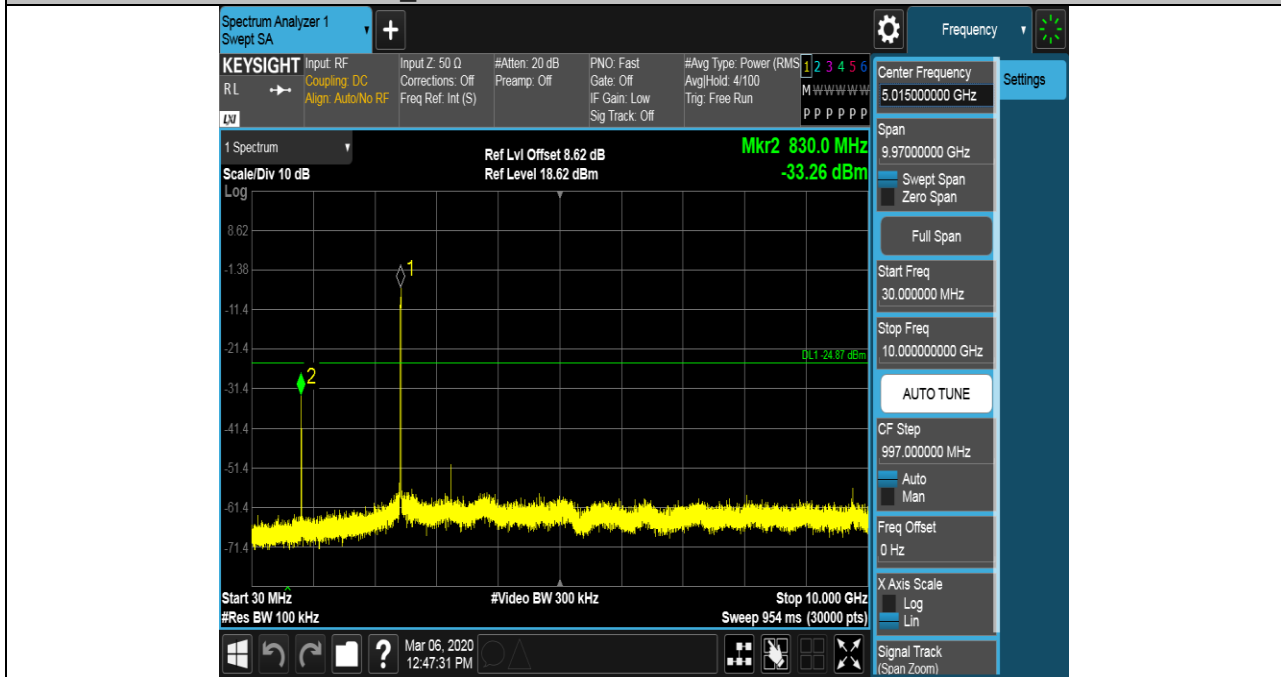 Spectrum Analyzer 1
Swept SA
Frequency
KEYSIGHT
RL
LXI
Input: RF
Coupling: DC
Align: Auto/No RF
Input Z: 50 Ω
Corrections: Off
Freq Ref: Int (S)
#Atten: 20 dB
Preamp: Off
PNO: Fast
Gate: Off
IF Gain: Low
Sig Track: Off
#Avg Type: Power (RMS
Avg|Hold: 4/100
Trig: Free Run
1 2 3 4 5 6
M W W W W W
P P P P P P
1 Spectrum
Scale/Div 10 dB
Log
Ref Lvl Offset 8.62 dB
Ref Level 18.62 dBm
Mkr2 830.0 MHz
-33.26 dBm
8.62
-1.38
-11.4
-21.4
-31.4
-41.4
-51.4
-61.4
-71.4
1
2
DL1 -24.87 dBm
Start 30 MHz
#Res BW 100 kHz
#Video BW 300 kHz
Stop 10.000 GHz
Sweep 954 ms (30000 pts)
?
Mar 06, 2020
12:47:31 PM
Center Frequency
5.015000000 GHz
Span
9.97000000 GHz
Swept Span
Zero Span
Full Span
Start Freq
30.000000 MHz
Stop Freq
10.000000000 GHz
AUTO TUNE
CF Step
997.000000 MHz
Auto
Man
Freq Offset
0 Hz
X Axis Scale
Log
Lin
Signal Track
(Span Zoom)
Settings